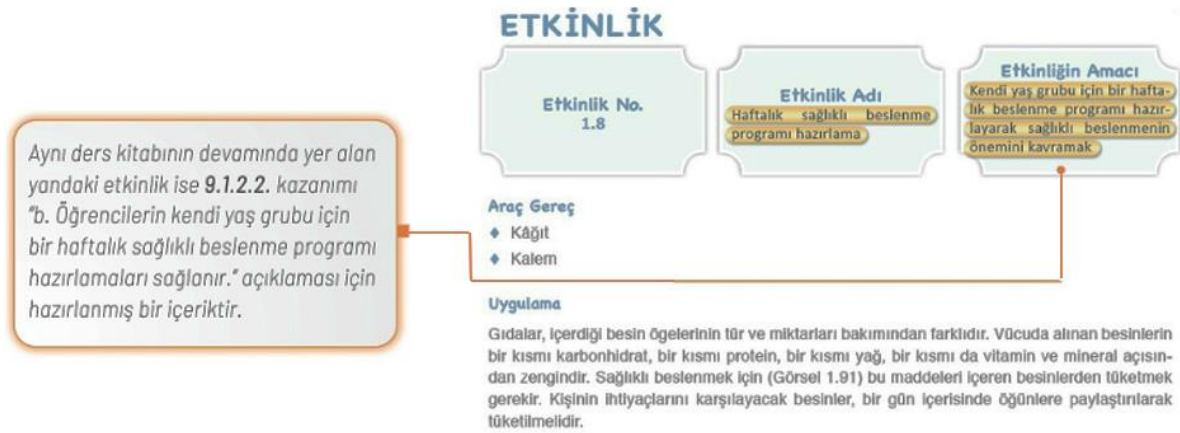 ETKİNLİK
Etkinlik No.
1.8
Etkinlik Adı
Haftalık sağlıklı beslenme
programı hazırlama
Etkinliğin Amacı
Kendi yaş grubu için bir hafta-
lık beslenme programı hazır-
layarak sağlıklı beslenmenin
önemini kavramak
Aynı ders kitabının devamında yer alan
yandaki etkinlik ise 9.1.2.2. kazanımı
"b. Öğrencilerin kendi yaş grubu için
bir haftalık sağlıklı beslenme programı
hazırlamaları sağlanır." açıklaması için
hazırlanmış bir içeriktir.
Araç Gereç
♦ Kâğıt
♦ Kalem
Uygulama
Gıdalar, içerdiği besin ögelerinin tür ve miktarları bakımından farklıdır. Vücuda alınan besinlerin
bir kısmı karbonhidrat, bir kısmı protein, bir kısmı yağ, bir kısmı da vitamin ve mineral açısın-
dan zengindir. Sağlıklı beslenmek için (Görsel 1.91) bu maddeleri içeren besinlerden tüketmek
gerekir. Kişinin ihtiyaçlarını karşılayacak besinler, bir gün içerisinde öğünlere paylaştırılarak
tüketilmelidir.